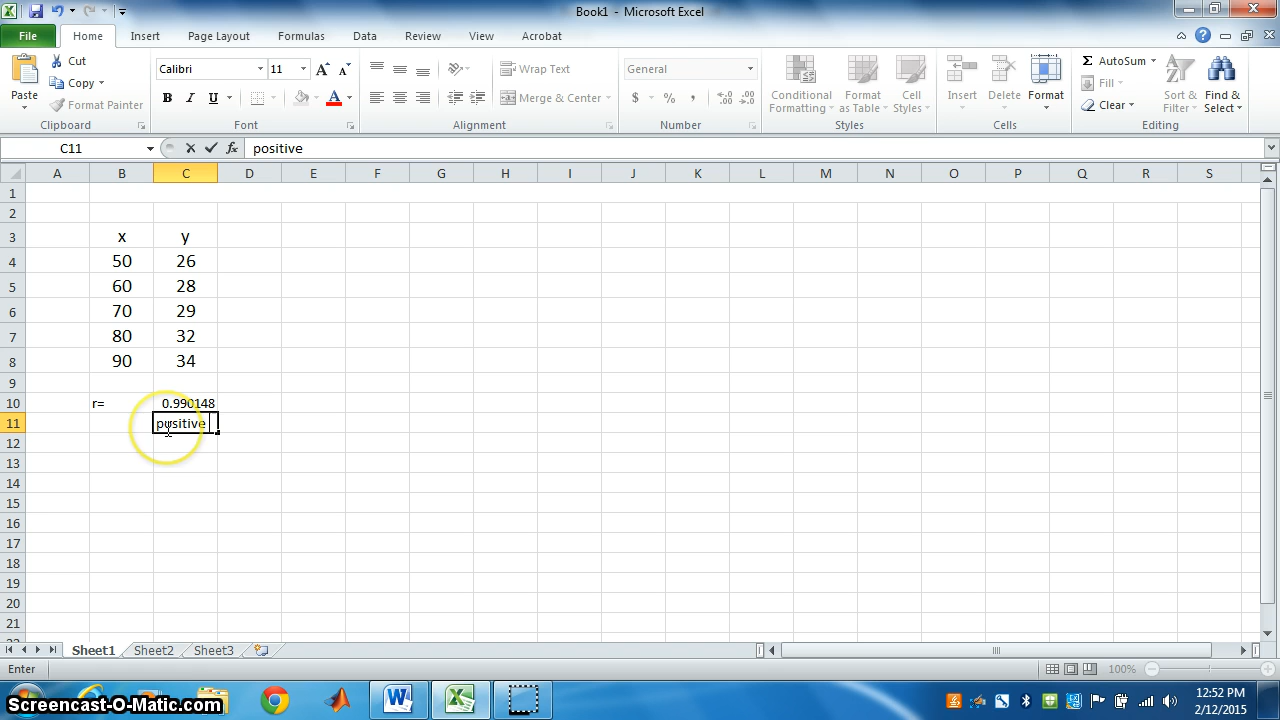 Book1 - Microsoft Excel
File Home Insert Page Layout Formulas Data Review View Acrobat
Paste
Cut
Copy
Format Painter
Clipboard
Calibri 11
B I U
Font
Wrap Text
Merge & Center
Alignment
General
$ % ,
Number
Conditional Formatting
Format as Table
Cell Styles
Styles
Insert
Delete
Format
Cells
Σ AutoSum
Fill
Clear
Sort & Filter
Find & Select
Editing
C11 fx positive
A B C D E F G H I J K L M N O P Q R S
1
2
3 x y
4 50 26
5 60 28
6 70 29
7 80 32
8 90 34
9
10 r= 0.990148
11 positive
12
13
14
15
16
17
18
19
20
21
Sheet1 Sheet2 Sheet3
Enter 100%
Screencast-O-Matic.com
12:52 PM
2/12/2015